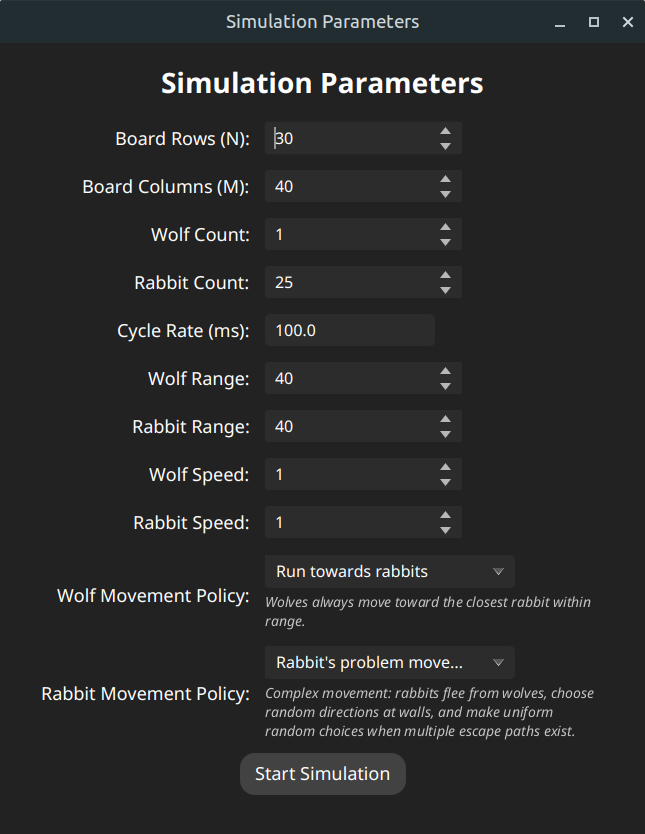 Simulation Parameters
Simulation Parameters
Board Rows (N): 30
Board Columns (M): 40
Wolf Count: 1
Rabbit Count: 25
Cycle Rate (ms): 100.0
Wolf Range: 40
Rabbit Range: 40
Wolf Speed: 1
Rabbit Speed: 1
Wolf Movement Policy:
Run towards rabbits
Wolves always move toward the closest rabbit within
range.
Rabbit Movement Policy:
Rabbit's problem move...
Complex movement: rabbits flee from wolves, choose
random directions at walls, and make uniform
random choices when multiple escape paths exist.
Start Simulation